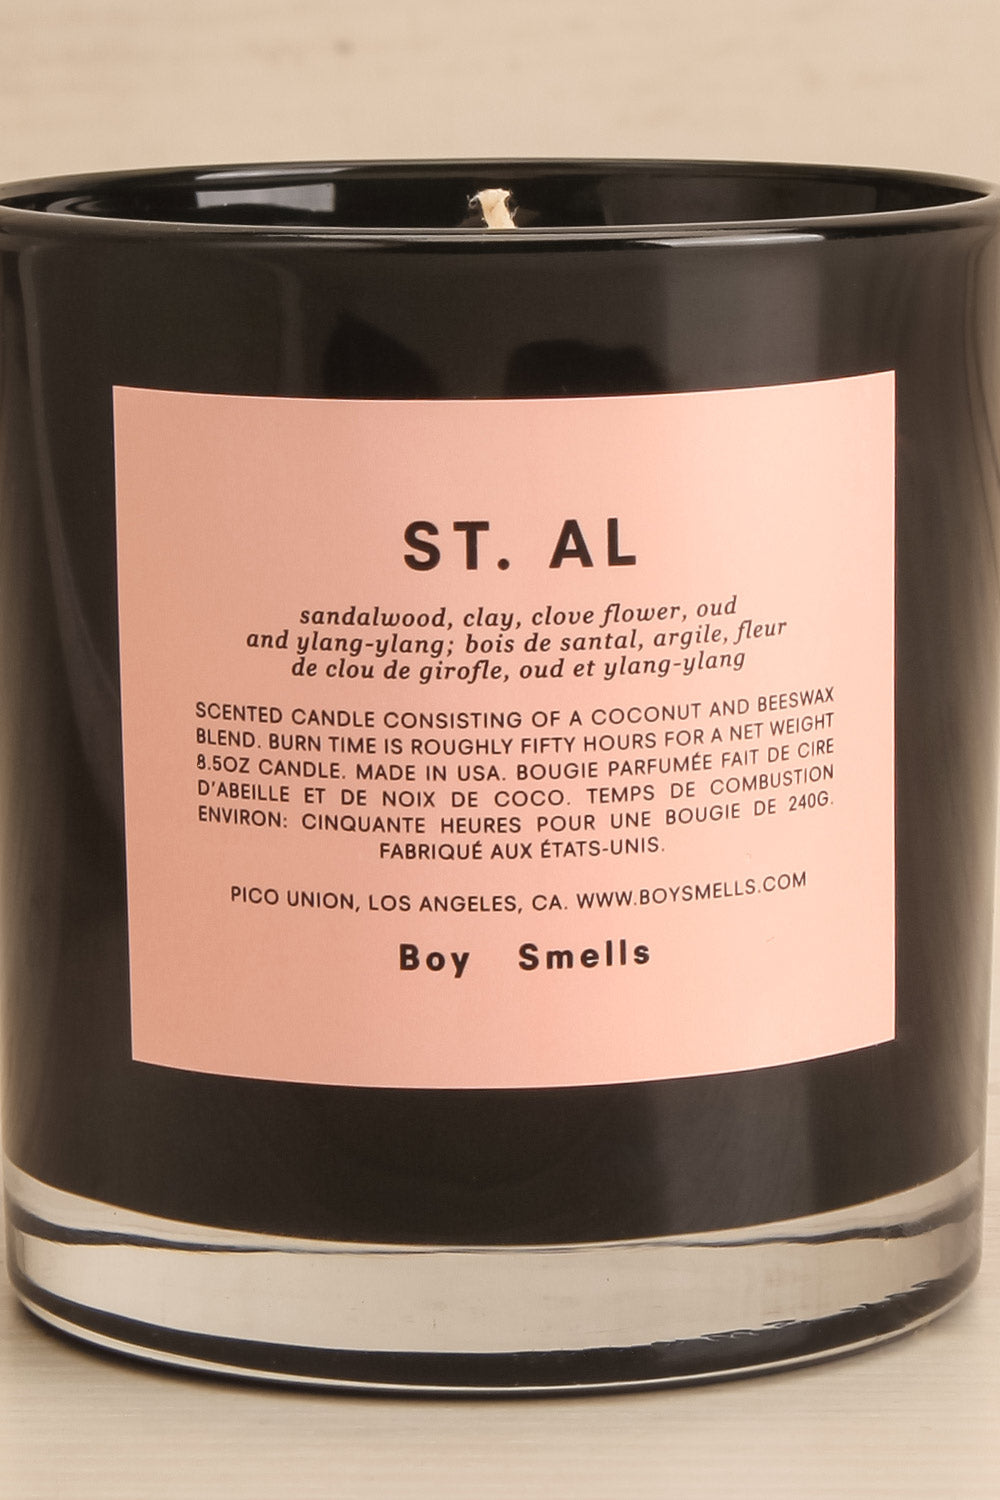 ST. AL
sandalwood, clay, clove flower, oud
and ylang-ylang; bois de santal, argile, fleur
de clou de girofle, oud et ylang-ylang
SCENTED CANDLE CONSISTING OF A COCONUT AND BEESWAX
BLEND. BURN TIME IS ROUGHLY FIFTY HOURS FOR A NET WEIGHT
8.5OZ CANDLE. MADE IN USA. BOUGIE PARFUMÉE FAIT DE CIRE
D'ABEILLE ET DE NOIX DE COCO. TEMPS DE COMBUSTION
ENVIRON: CINQUANTE HEURES POUR UNE BOUGIE DE 240G.
FABRIQUÉ AUX ÉTATS-UNIS.
PICO UNION, LOS ANGELES, CA. WWW.BOYSMELLS.COM
Boy Smells